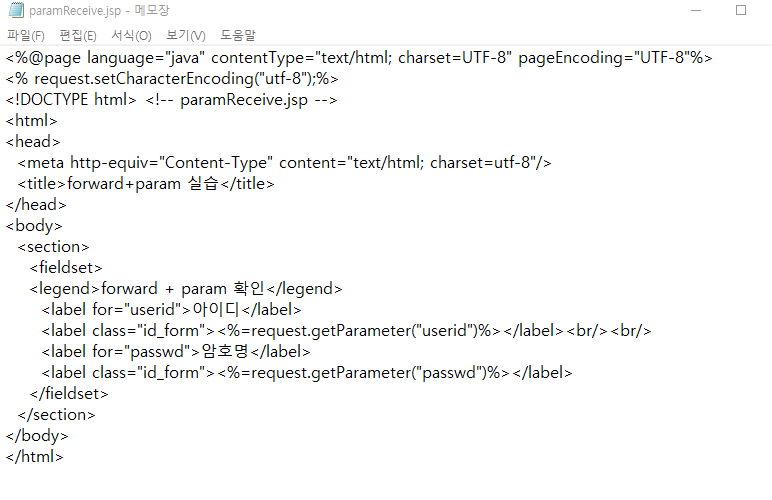 paramReceive.jsp - 메모장
파일(F) 편집(E) 서식(O) 보기(V) 도움말
<%@page language="java" contentType="text/html; charset=UTF-8" pageEncoding="UTF-8"%>
<% request.setCharacterEncoding("utf-8");%>
<!DOCTYPE html> <!-- paramReceive.jsp -->
<html>
<head>
<meta http-equiv="Content-Type" content="text/html; charset=utf-8"/>
<title>forward+param 실습</title>
</head>
<body>
<section>
<fieldset>
<legend>forward + param 확인</legend>
<label for="userid">아이디</label>
<label class="id_form"><%=request.getParameter("userid")%></label><br/><br/>
<label for="passwd">암호명</label>
<label class="id_form"><%=request.getParameter("passwd")%></label>
</fieldset>
</section>
</body>
</html>